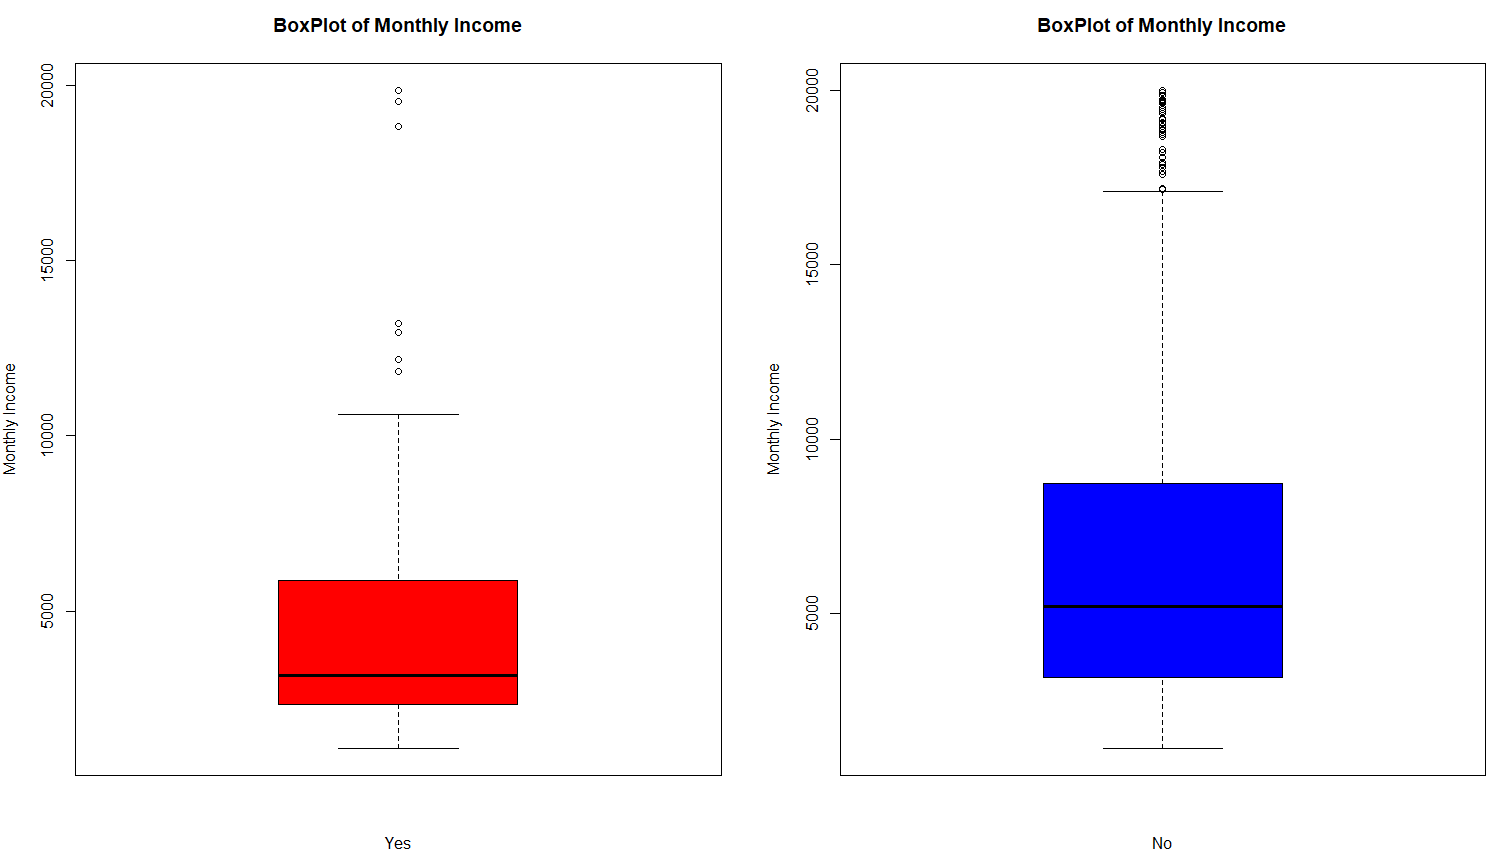 BoxPlot of Monthly Income
Monthly Income
20000
15000
10000
5000
Yes
BoxPlot of Monthly Income
Monthly Income
20000
15000
10000
5000
No